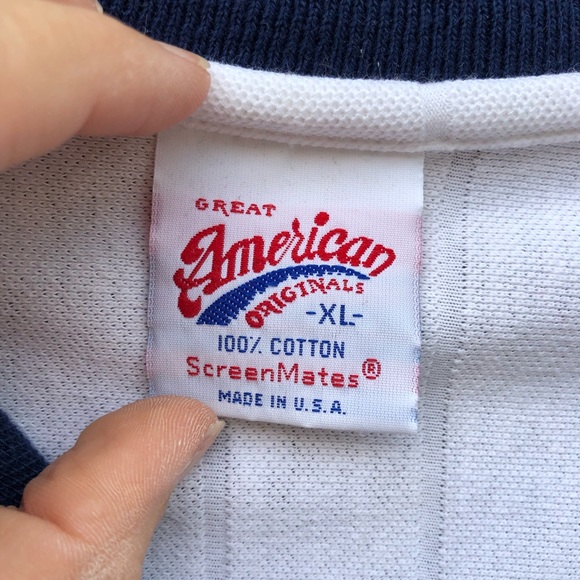 GREAT
American
ORIGINALS
-XL-
100% COTTON
ScreenMates®
MADE IN U.S.A.